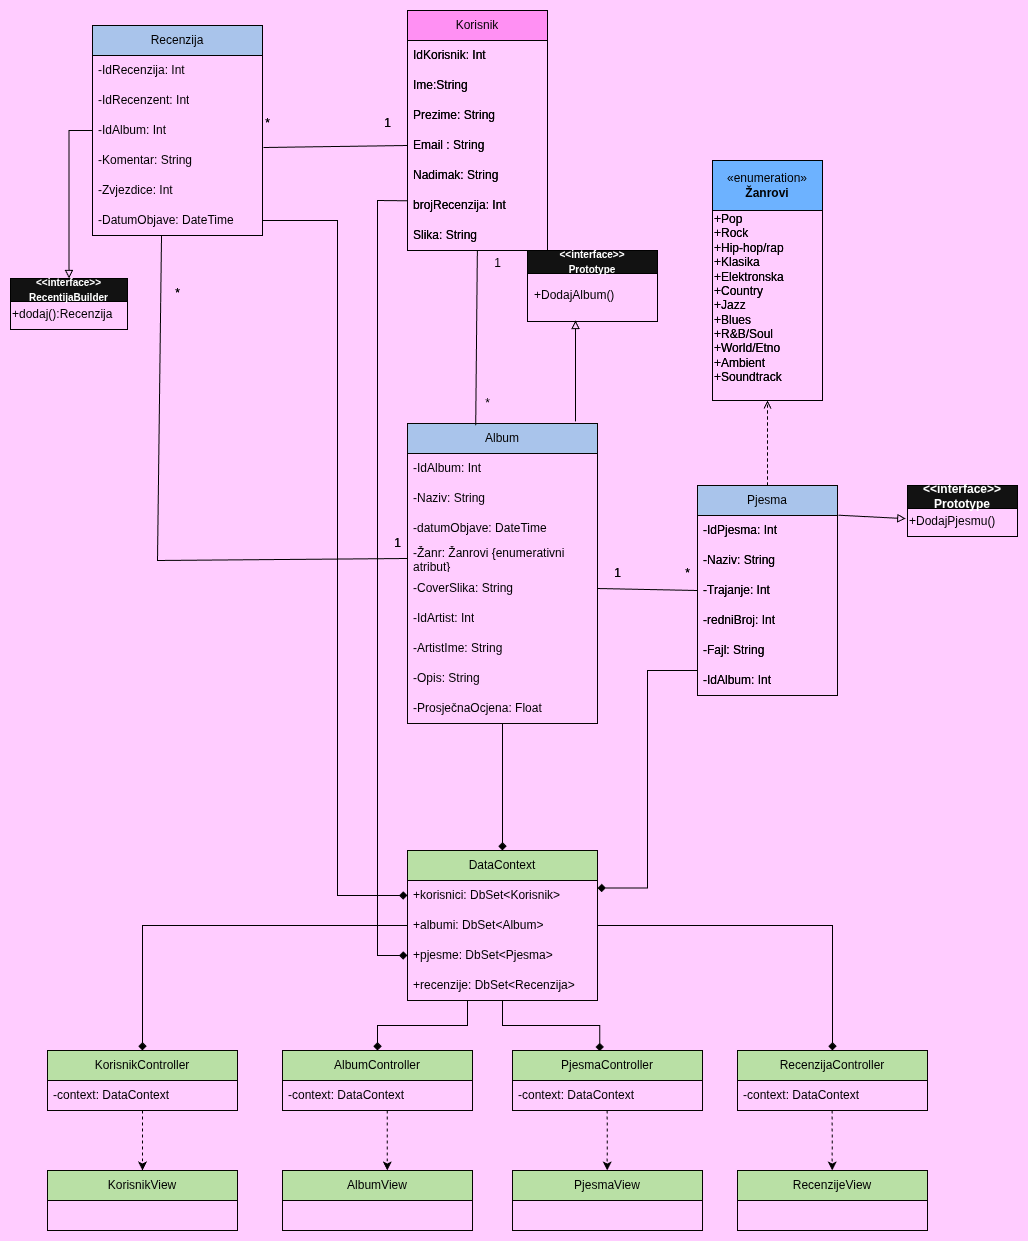 Recenzija
-IdRecenzija: Int
-IdRecenzent: Int
-IdAlbum: Int
-Komentar: String
-Zvjezdice: Int
-DatumObjave: DateTime
*
1
Korisnik
IdKorisnik: Int
Ime:String
Prezime: String
Email : String
Nadimak: String
brojRecenzija: Int
Slika: String
<<interface>>
RecentijaBuilder
+dodaj():Recenzija
*
1
<<interface>>
Prototype
+DodajAlbum()
*
«enumeration»
Žanrovi
+Pop
+Rock
+Hip-hop/rap
+Klasika
+Elektronska
+Country
+Jazz
+Blues
+R&B/Soul
+World/Etno
+Ambient
+Soundtrack
Album
-IdAlbum: Int
-Naziv: String
-datumObjave: DateTime
-Žanr: Žanrovi {enumerativni
atribut}
-CoverSlika: String
-IdArtist: Int
-ArtistIme: String
-Opis: String
-ProsječnaOcjena: Float
1
1
*
Pjesma
-IdPjesma: Int
-Naziv: String
-Trajanje: Int
-redniBroj: Int
-Fajl: String
-IdAlbum: Int
<<interface>>
Prototype
+DodajPjesmu()
DataContext
+korisnici: DbSet<Korisnik>
+albumi: DbSet<Album>
+pjesme: DbSet<Pjesma>
+recenzije: DbSet<Recenzija>
KorisnikController
-context: DataContext
AlbumController
-context: DataContext
PjesmaController
-context: DataContext
RecenzijaController
-context: DataContext
KorisnikView
AlbumView
PjesmaView
RecenzijeView